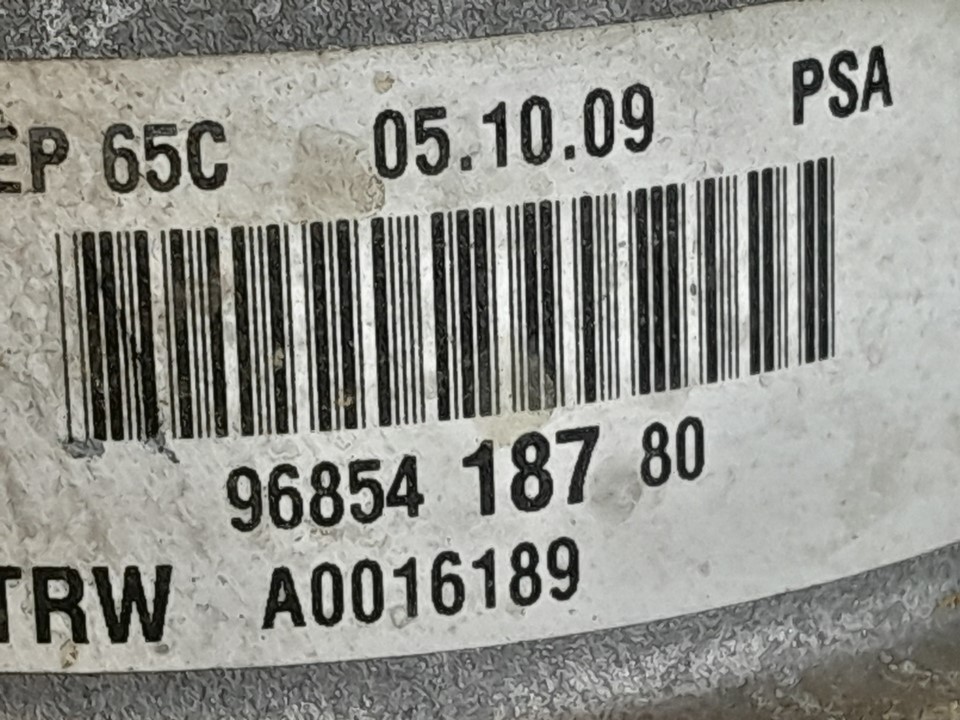 EP 65C 05.10.09 PSA
96854 187 80
TRW A0016189